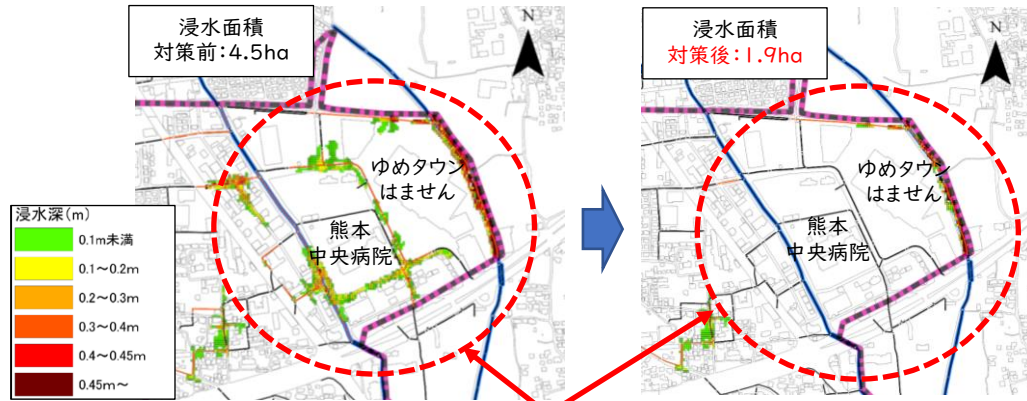 浸水面積
対策前：4.5ha
N
ゆめタウン
はません
熊本
中央病院
浸水深(m)
0.1m未満
0.1～0.2m
0.2～0.3m
0.3～0.4m
0.4～0.45m
0.45m～
浸水面積
対策後：1.9ha
N
ゆめタウン
はません
熊本
中央病院